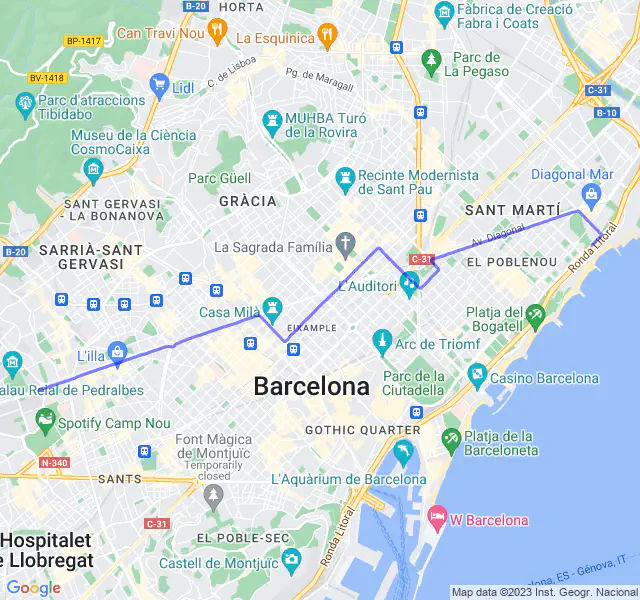 HORTA
B-20
Fàbrica de Creació
Fabra i Coats
Can Travi Nou
BP-1417
La Esquinica
C. de Lisboa
Parc de
La Pegaso
BV-1418
Pg. de Maragall
Lidl
C-31
Parc d'atraccions
Tibidabo
B-10
MUHBA Turó
de la Rovira
Museu de la Ciència
CosmoCaixa
Diagonal Mar
Parc Güell
Recinte Modernista
de Sant Pau
SANT GERVASI
- LA BONANOVA
GRÀCIA
SANT MARTÍ
Av. Diagonal
Ronda Litoral
B-20
SARRIÀ-SANT
GERVASI
La Sagrada Família
C-31
EL POBLENOU
L'Auditori
Casa Milà
EIXAMPLE
Platja del
Bogatell
L'illa
Arc de Triomf
alau Reial de Pedralbes
Barcelona
Parc de la
Ciutadella
Casino Barcelona
Spotify Camp Nou
Font Màgica
de Montjuïc
Temporarily
closed
GOTHIC QUARTER
Platja de la
Barceloneta
N-340
SANTS
L'Aquàrium de Barcelona
C-31
W Barcelona
EL POBLE-SEC
Ronda Litoral
Hospitalet
e Llobregat
Castell de Montjuïc
celona, ES - Génova, IT
Google
Map data ©2023 Inst. Geogr. Nacional